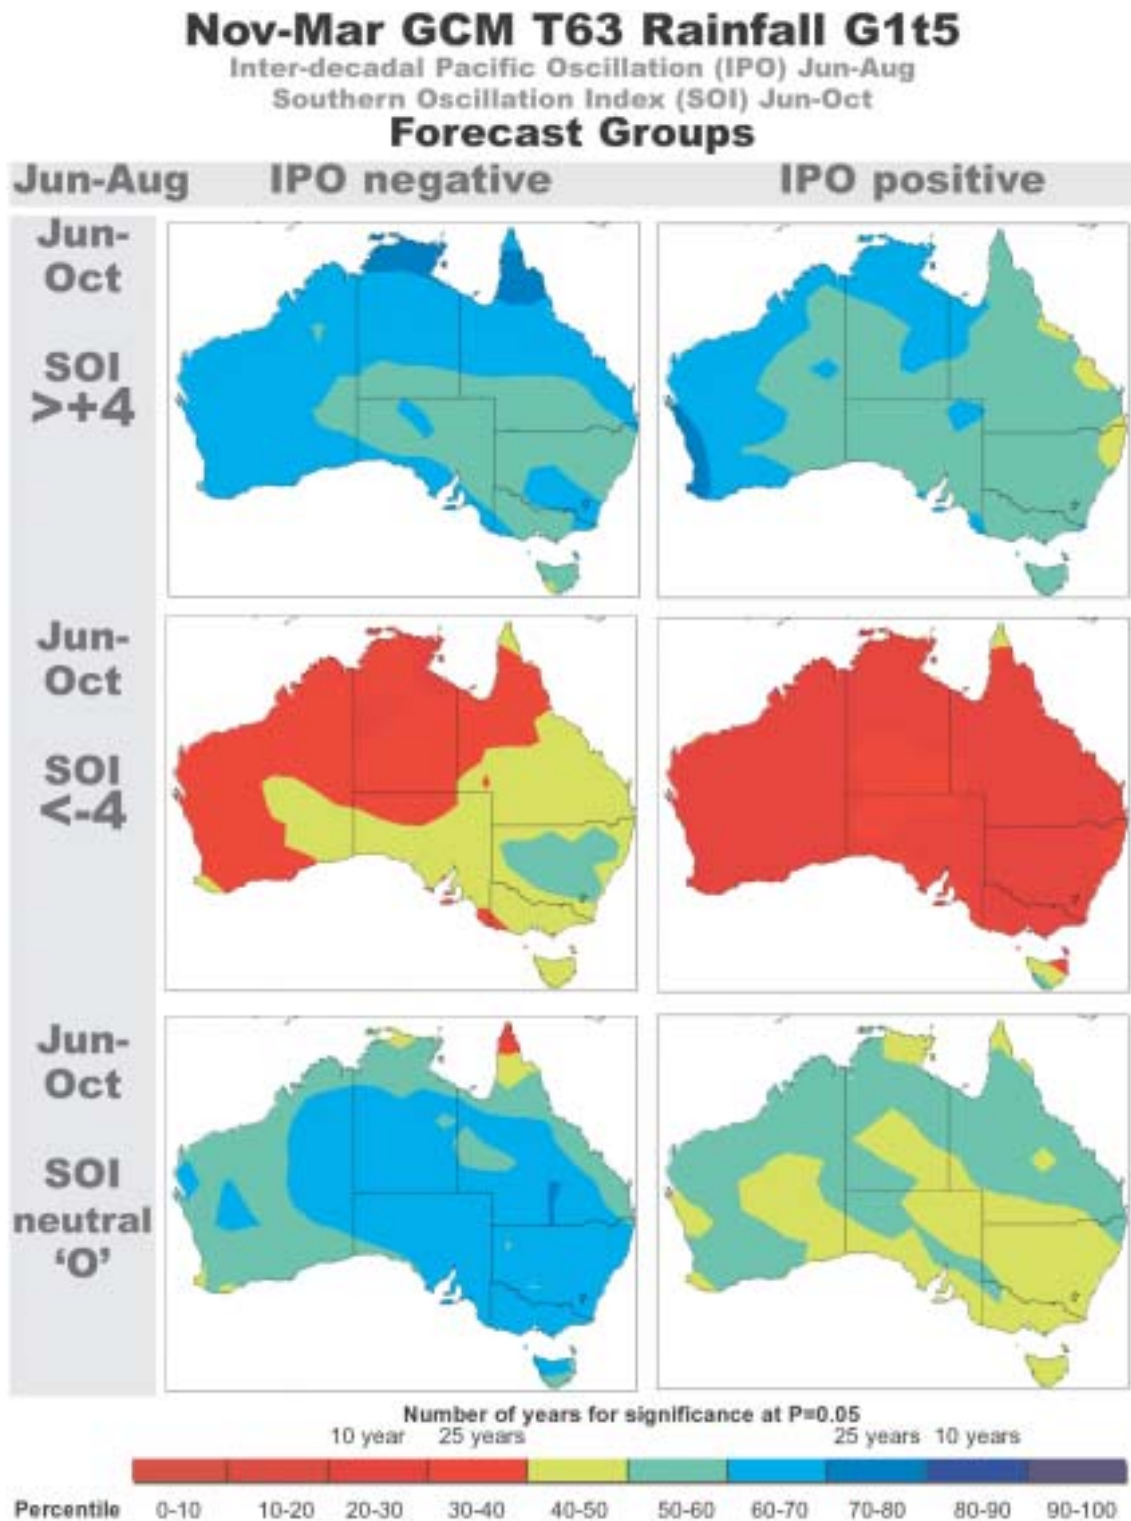 Nov-Mar GCM T63 Rainfall G1t5
Inter-decadal Pacific Oscillation (IPO) Jun-Aug
Southern Oscillation Index (SOI) Jun-Oct
Forecast Groups
Jun-Aug IPO negative IPO positive
Jun-
Oct
SOI
>+4
Jun-
Oct
SOI
<-4
Jun-
Oct
SOI
neutral
‘O’
Number of years for significance at P=0.05
10 year 25 years 25 years 10 years
Percentile 0-10 10-20 20-30 30-40 40-50 50-60 60-70 70-80 80-90 90-100